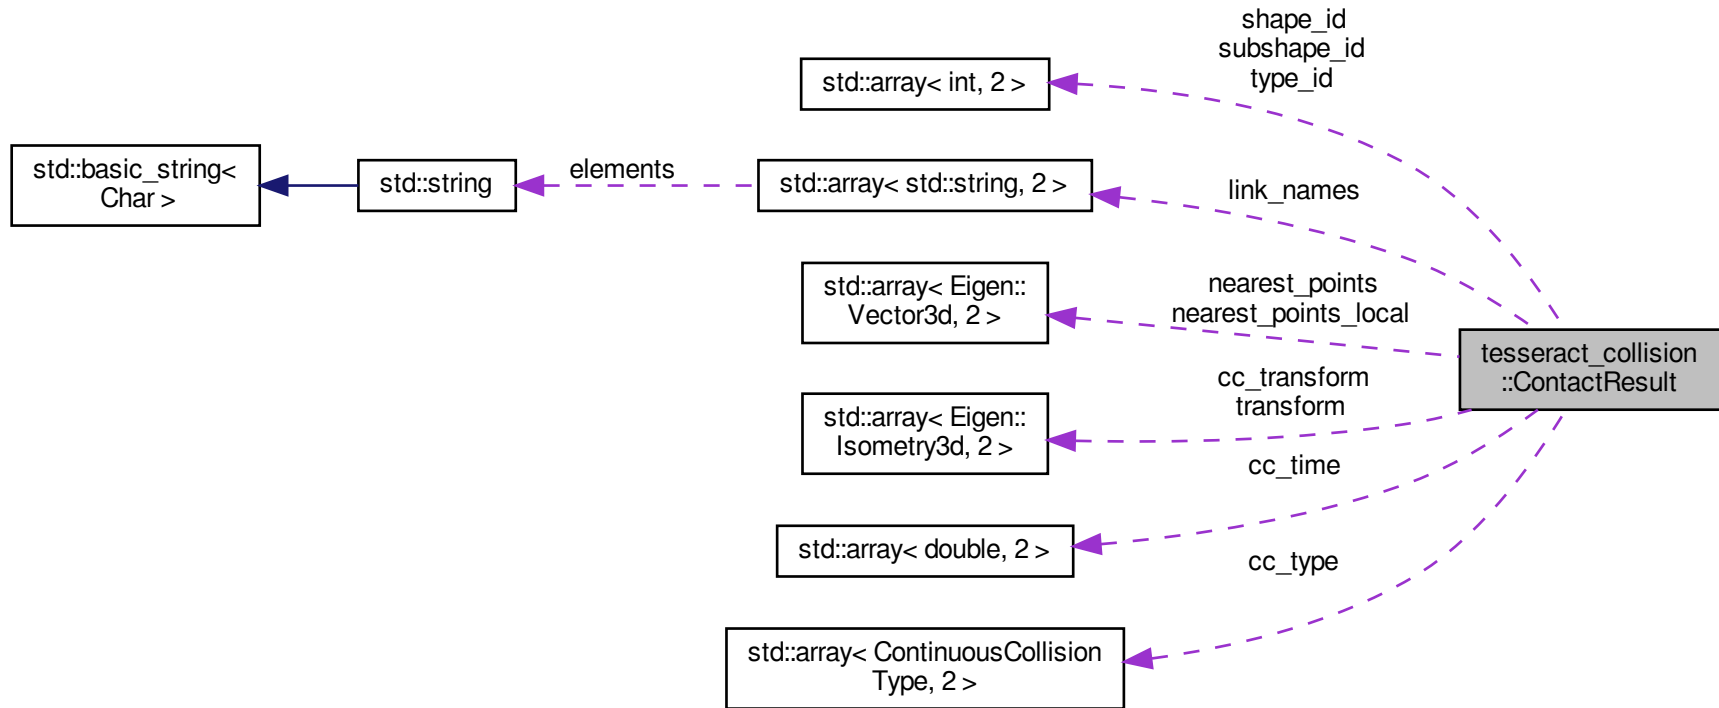 shape_id
subshape_id
type_id
std::array< int, 2 >
std::basic_string<
Char >
std::string
elements
std::array< std::string, 2 >
link_names
std::array< Eigen::
Vector3d, 2 >
nearest_points
nearest_points_local
tesseract_collision
::ContactResult
std::array< Eigen::
Isometry3d, 2 >
cc_transform
transform
cc_time
std::array< double, 2 >
cc_type
std::array< ContinuousCollision
Type, 2 >